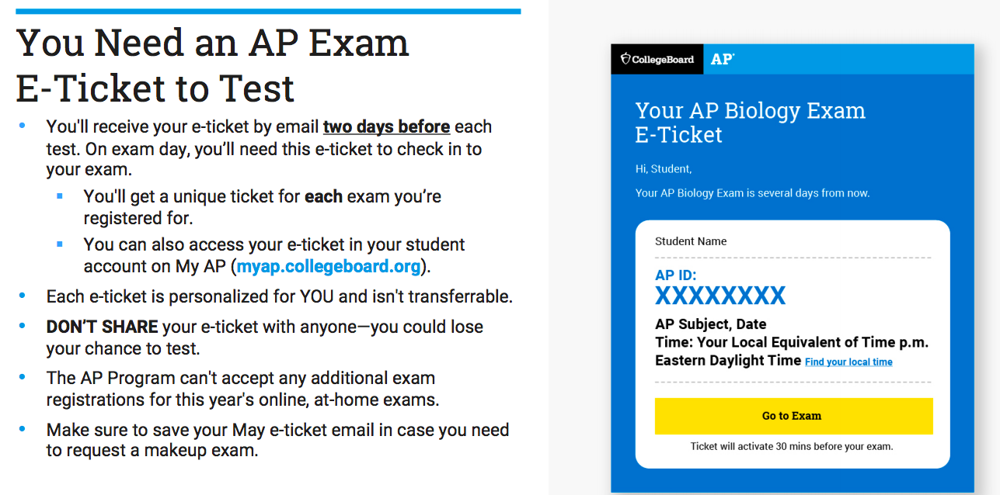 You Need an AP Exam
E-Ticket to Test
You'll receive your e-ticket by email two days before each
test. On exam day, you’ll need this e-ticket to check in to
your exam.
You'll get a unique ticket for each exam you’re
registered for.
You can also access your e-ticket in your student
account on My AP (myap.collegeboard.org).
Each e-ticket is personalized for YOU and isn't transferrable.
DON’T SHARE your e-ticket with anyone—you could lose
your chance to test.
The AP Program can't accept any additional exam
registrations for this year's online, at-home exams.
Make sure to save your May e-ticket email in case you need
to request a makeup exam.
CollegeBoard AP®
Your AP Biology Exam
E-Ticket
Hi, Student,
Your AP Biology Exam is several days from now.
Student Name
AP ID:
XXXXXXXX
AP Subject, Date
Time: Your Local Equivalent of Time p.m.
Eastern Daylight Time Find your local time
Go to Exam
Ticket will activate 30 mins before your exam.